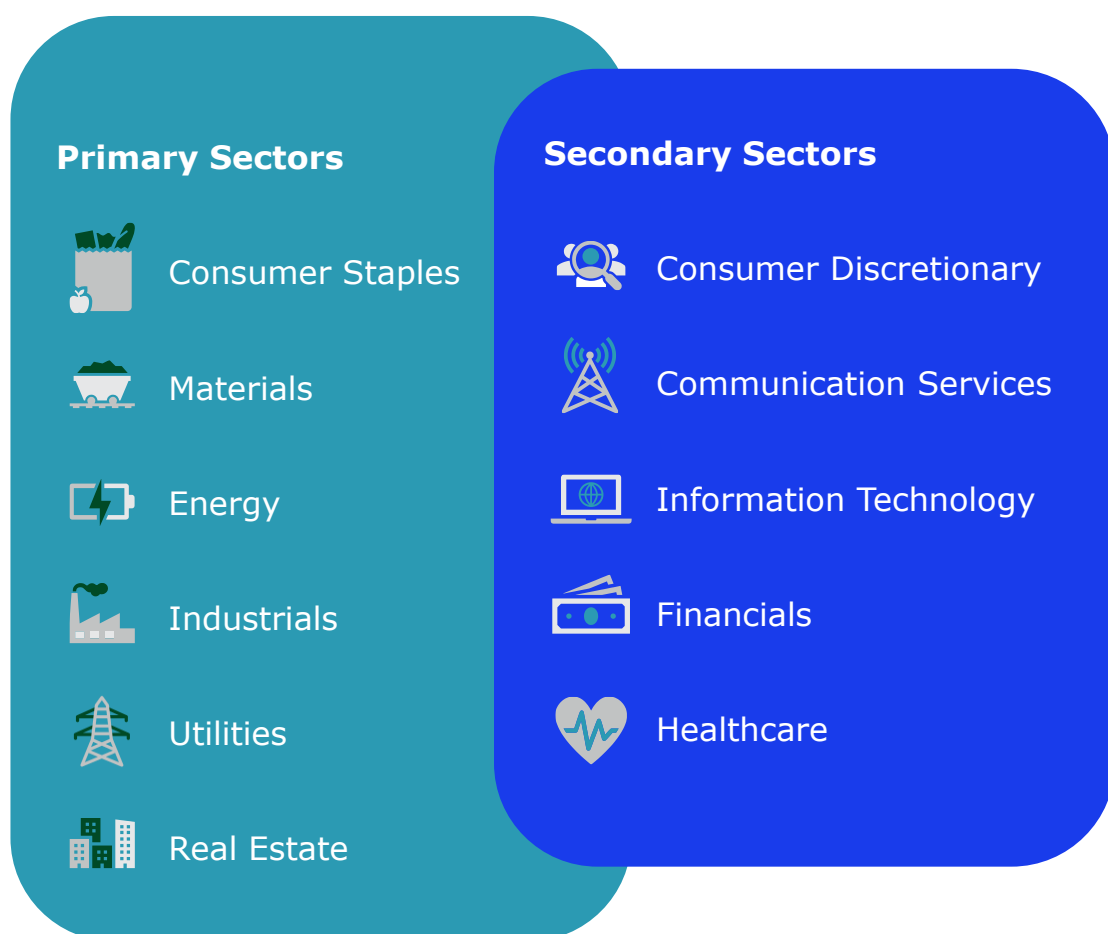 Primary Sectors
Consumer Staples
Materials
Energy
Industrials
Utilities
Real Estate
Secondary Sectors
Consumer Discretionary
Communication Services
Information Technology
Financials
Healthcare